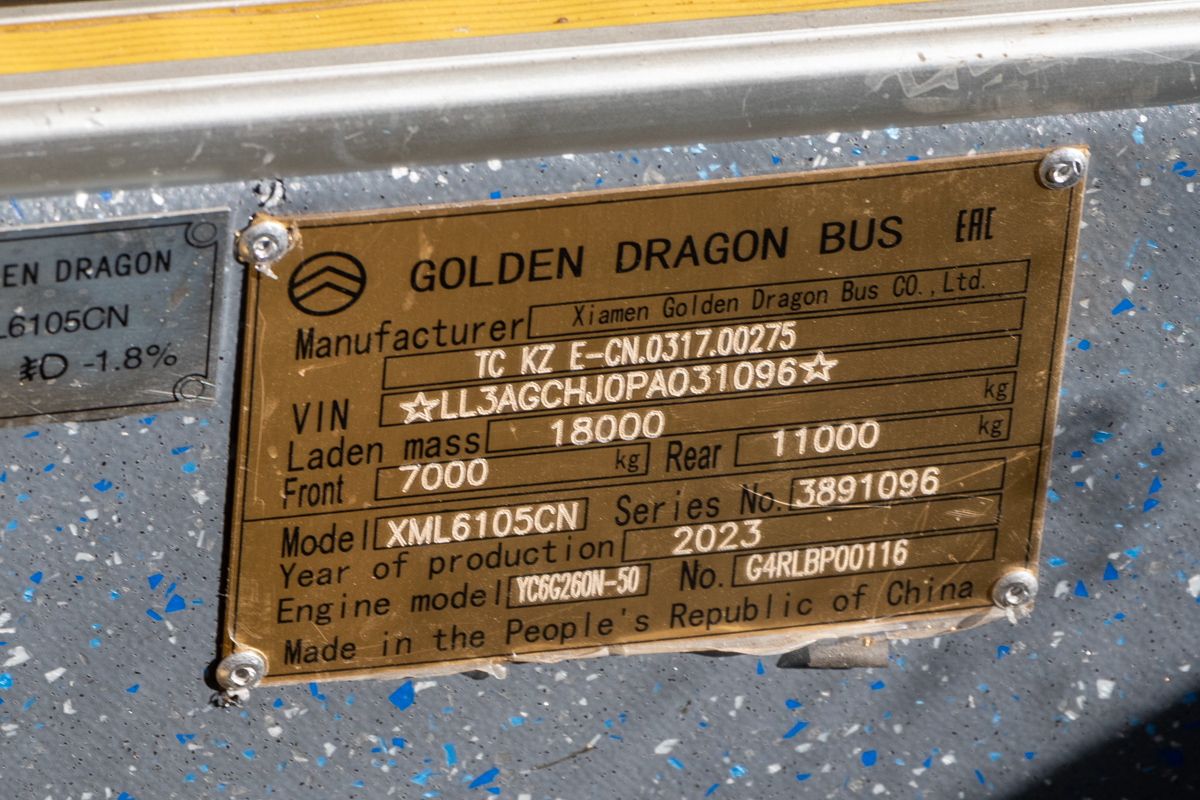 EN DRAGON
L6105CN
-1.8%
GOLDEN DRAGON BUS EAC
Manufacturer Xiamen Golden Dragon Bus CO.,Ltd.
TC KZ E-CN.0317.00275
VIN ☆LL3AGCHJ0PA031096☆
Laden mass 18000 kg
Front 7000 kg Rear 11000 kg
Model XML6105CN Series No. 3891096
Year of production 2023
Engine model YC6G260N-50 No. G4RLBP00116
Made in the People's Republic of China